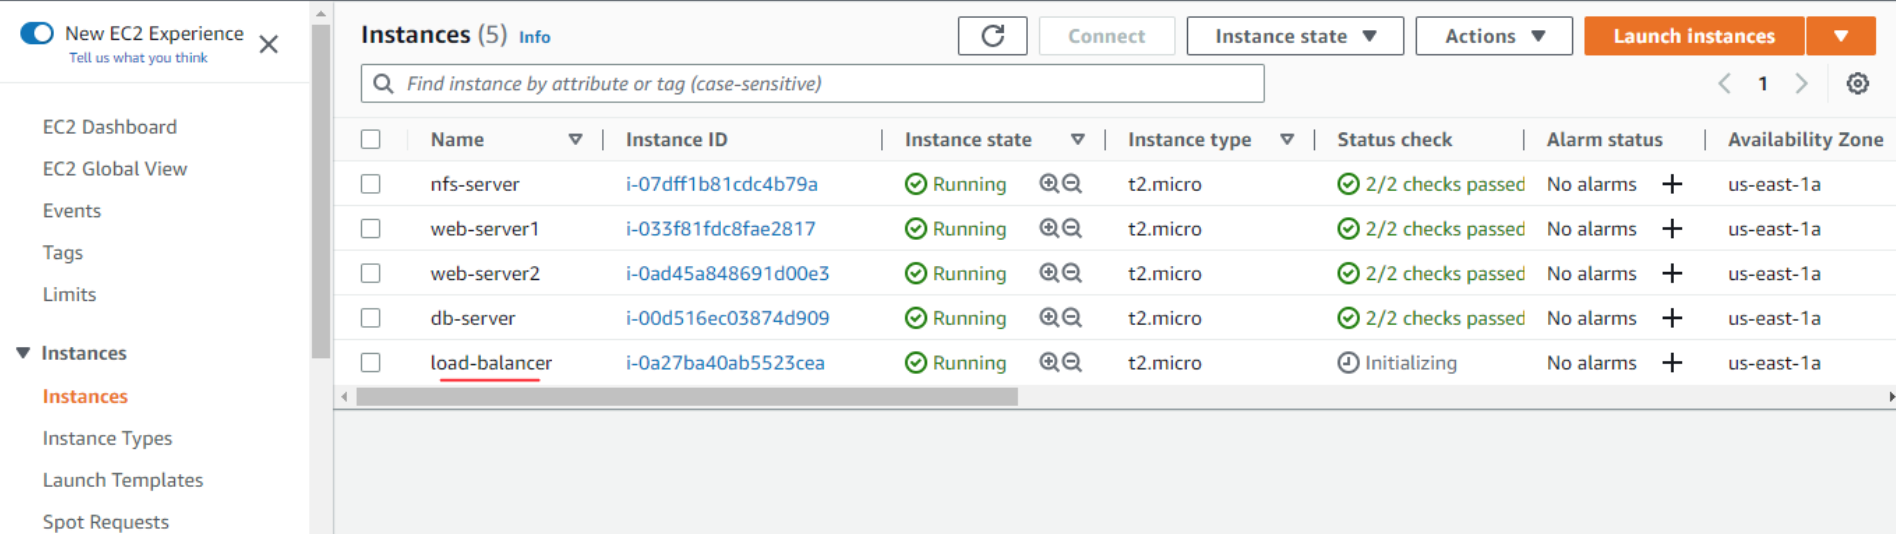 New EC2 Experience
Tell us what you think
EC2 Dashboard
EC2 Global View
Events
Tags
Limits
Instances
Instances
Instance Types
Launch Templates
Spot Requests
Instances (5) Info
Connect Instance state Actions Launch instances
Find instance by attribute or tag (case-sensitive) 1
Name Instance ID Instance state Instance type Status check Alarm status Availability Zone
nfs-server i-07dff1b81cdc4b79a Running t2.micro 2/2 checks passed No alarms + us-east-1a
web-server1 i-033f81fdc8fae2817 Running t2.micro 2/2 checks passed No alarms + us-east-1a
web-server2 i-0ad45a848691d00e3 Running t2.micro 2/2 checks passed No alarms + us-east-1a
db-server i-00d516ec03874d909 Running t2.micro 2/2 checks passed No alarms + us-east-1a
load-balancer i-0a27ba40ab5523cea Running t2.micro Initializing No alarms + us-east-1a